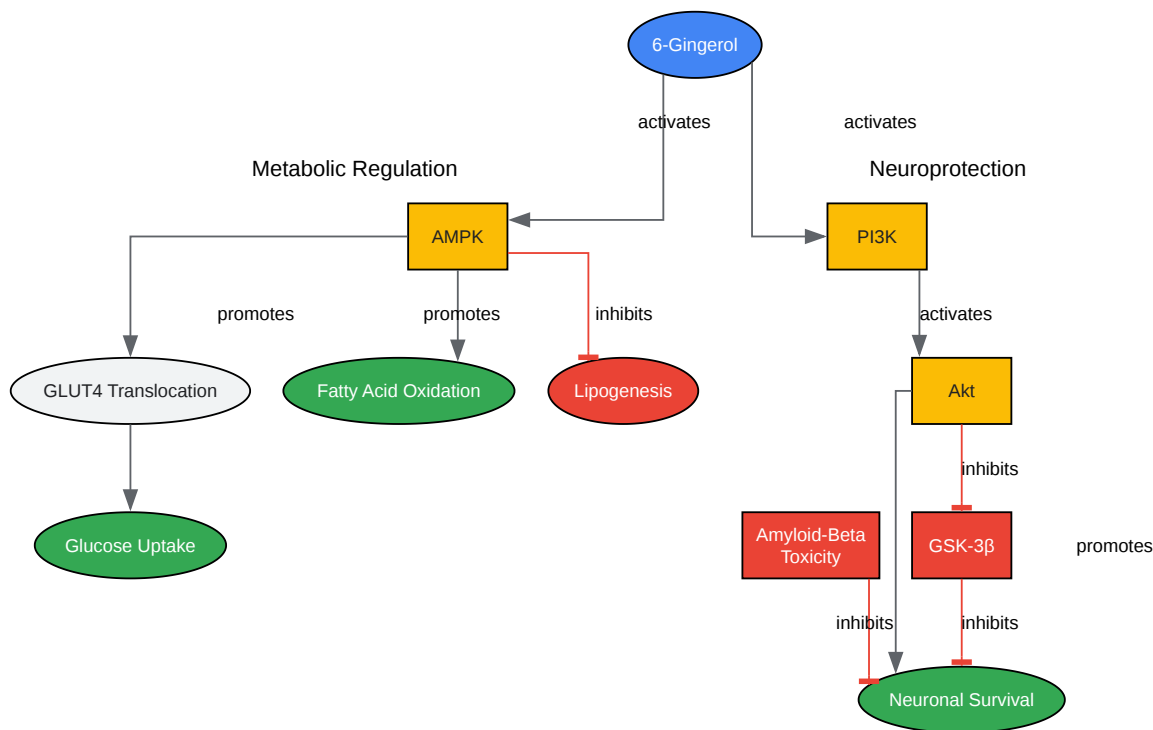 6-Gingerol
activates
activates
Metabolic Regulation
Neuroprotection
AMPK
PI3K
promotes
promotes
inhibits
activates
GLUT4 Translocation
Fatty Acid Oxidation
Lipogenesis
Akt
inhibits
Glucose Uptake
Amyloid-Beta
Toxicity
GSK-3β
promotes
inhibits
inhibits
Neuronal Survival